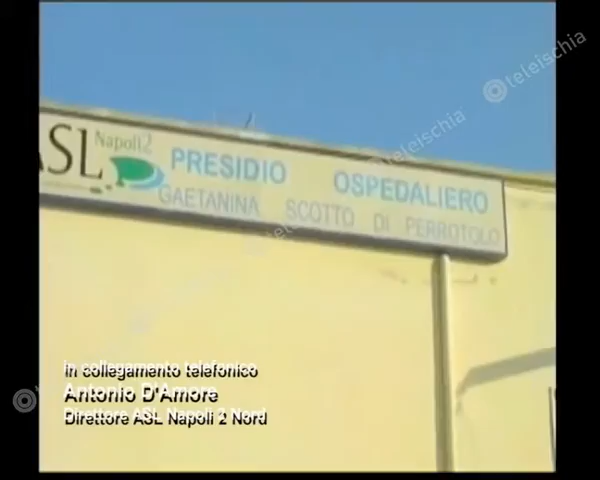 teleischia
teleischia
ASL Napoli2 PRESIDIO OSPEDALIERO
GAETANINA SCOTTO DI PERROTOLO
in collegamento telefonico
Antonio D'Amore
Direttore ASL Napoli 2 Nord